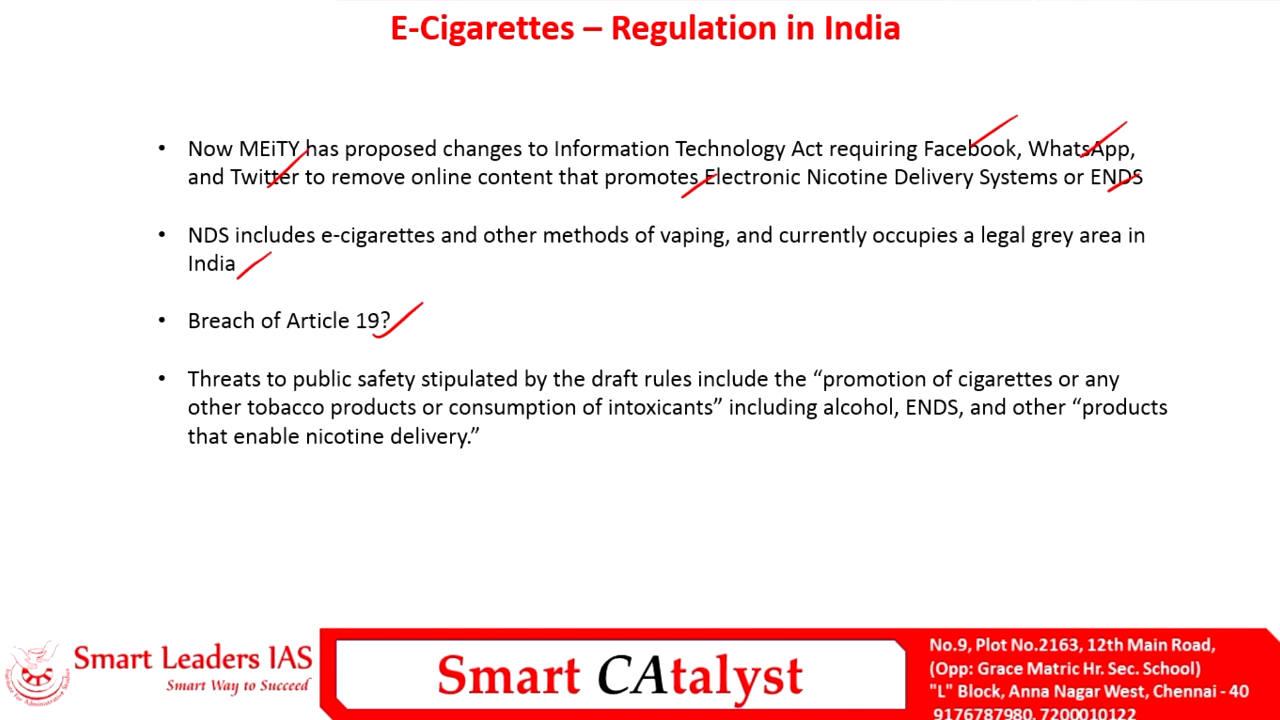 E-Cigarettes – Regulation in India
• Now MEiTY has proposed changes to Information Technology Act requiring Facebook, WhatsApp,
and Twitter to remove online content that promotes Electronic Nicotine Delivery Systems or ENDS
• NDS includes e-cigarettes and other methods of vaping, and currently occupies a legal grey area in
India
• Breach of Article 19?
• Threats to public safety stipulated by the draft rules include the “promotion of cigarettes or any
other tobacco products or consumption of intoxicants” including alcohol, ENDS, and other “products
that enable nicotine delivery.”
Smart Leaders IAS
Smart Way to Succeed
Smart CAtalyst
No.9, Plot No.2163, 12th Main Road,
(Opp: Grace Matric Hr. Sec. School)
"L" Block, Anna Nagar West, Chennai - 40
9176787980, 7200010122